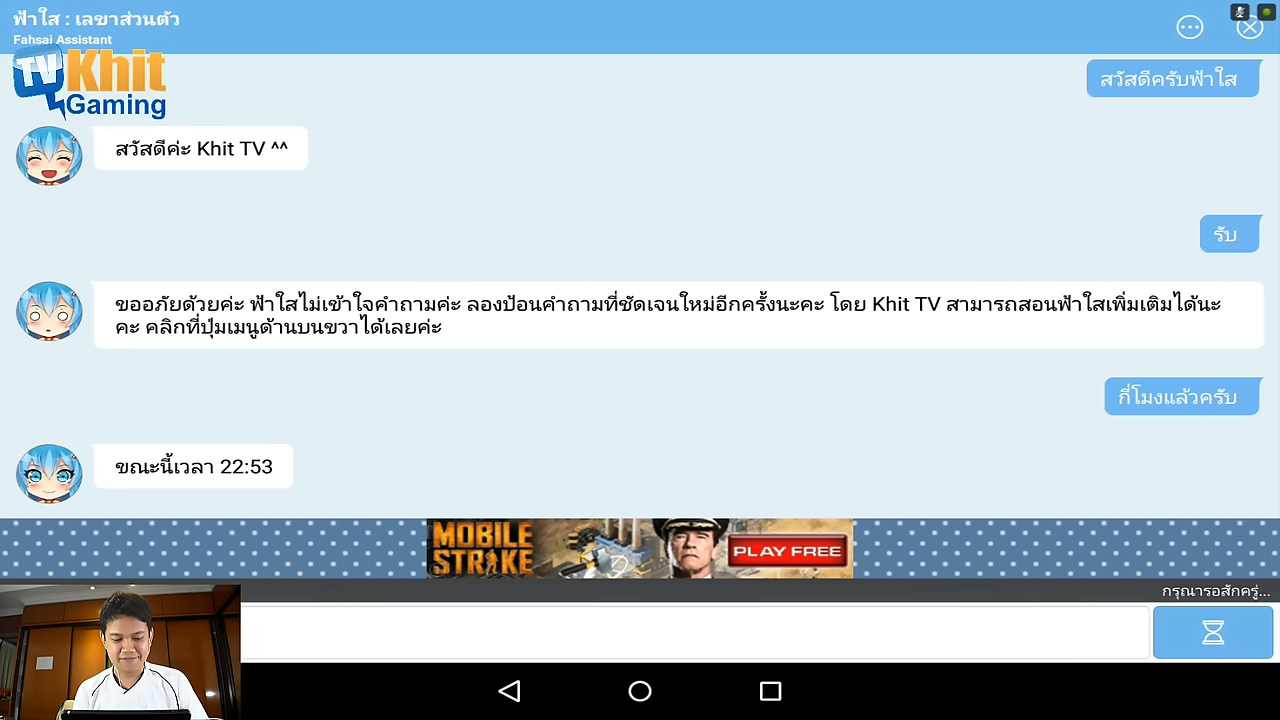 ฟ้าใส : เลขาส่วนตัว
Fahsai Assistant
TV Khit
Gaming
สวัสดีครับฟ้าใส
สวัสดีค่ะ Khit TV ^^
รับ
ขออภัยด้วยค่ะ ฟ้าใสไม่เข้าใจคำถามค่ะ ลองป้อนคำถามที่ชัดเจนใหม่อีกครั้งนะคะ โดย Khit TV สามารถสอนฟ้าใสเพิ่มเติมได้นะ
คะ คลิกที่ปุ่มเมนูด้านบนขวาได้เลยค่ะ
กี่โมงแล้วครับ
ขณะนี้เวลา 22:53
MOBILE
STRIKE
PLAY FREE
กรุณารอสักครู่...